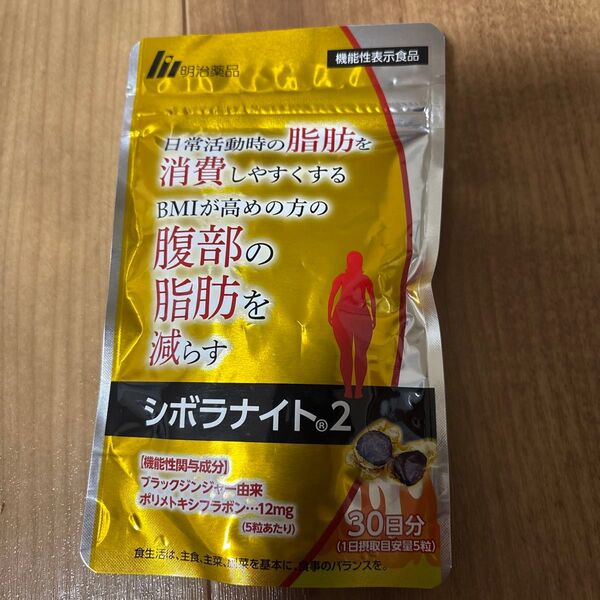 明治薬品
機能性表示食品
日常活動時の脂肪を
消費しやすくする
BMIが高めの方の
腹部の
脂肪を
減らす
シボラナイト®2
【機能性関与成分】
ブラックジンジャー由来
ポリメトキシフラボン…12mg
(5粒あたり)
30日分
(1日摂取目安量5粒)
食生活は、主食、主菜、副菜を基本に、食事のバランスを。